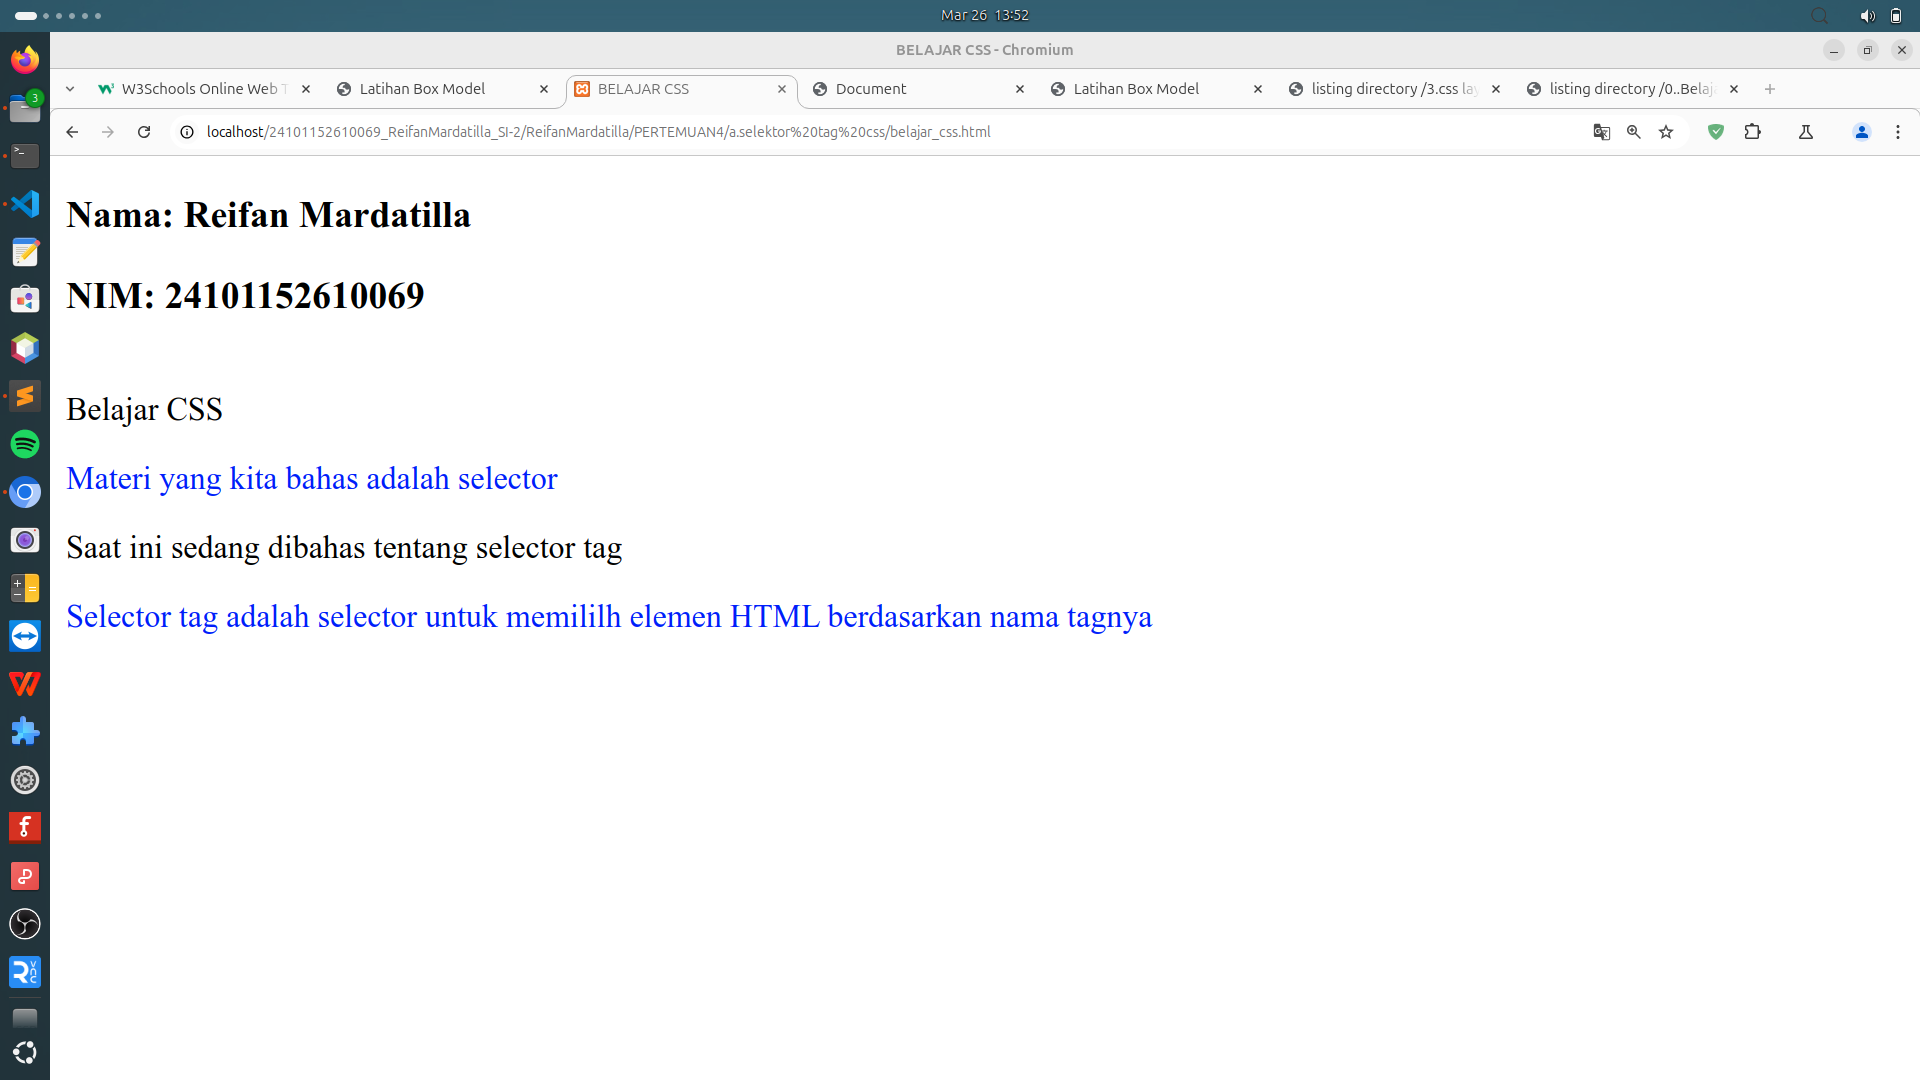 Mar 26 13:52
BELAJAR CSS - Chromium
W3Schools Online Web T
Latihan Box Model
BELAJAR CSS
Document
Latihan Box Model
listing directory /3.css lay
listing directory /0..Belaj
localhost/24101152610069_ReifanMardatilla_SI-2/ReifanMardatilla/PERTEMUAN4/a.selektor%20tag%20css/belajar_css.html
3
Nama: Reifan Mardatilla
NIM: 24101152610069
Belajar CSS
Materi yang kita bahas adalah selector
Saat ini sedang dibahas tentang selector tag
Selector tag adalah selector untuk memililh elemen HTML berdasarkan nama tagnya